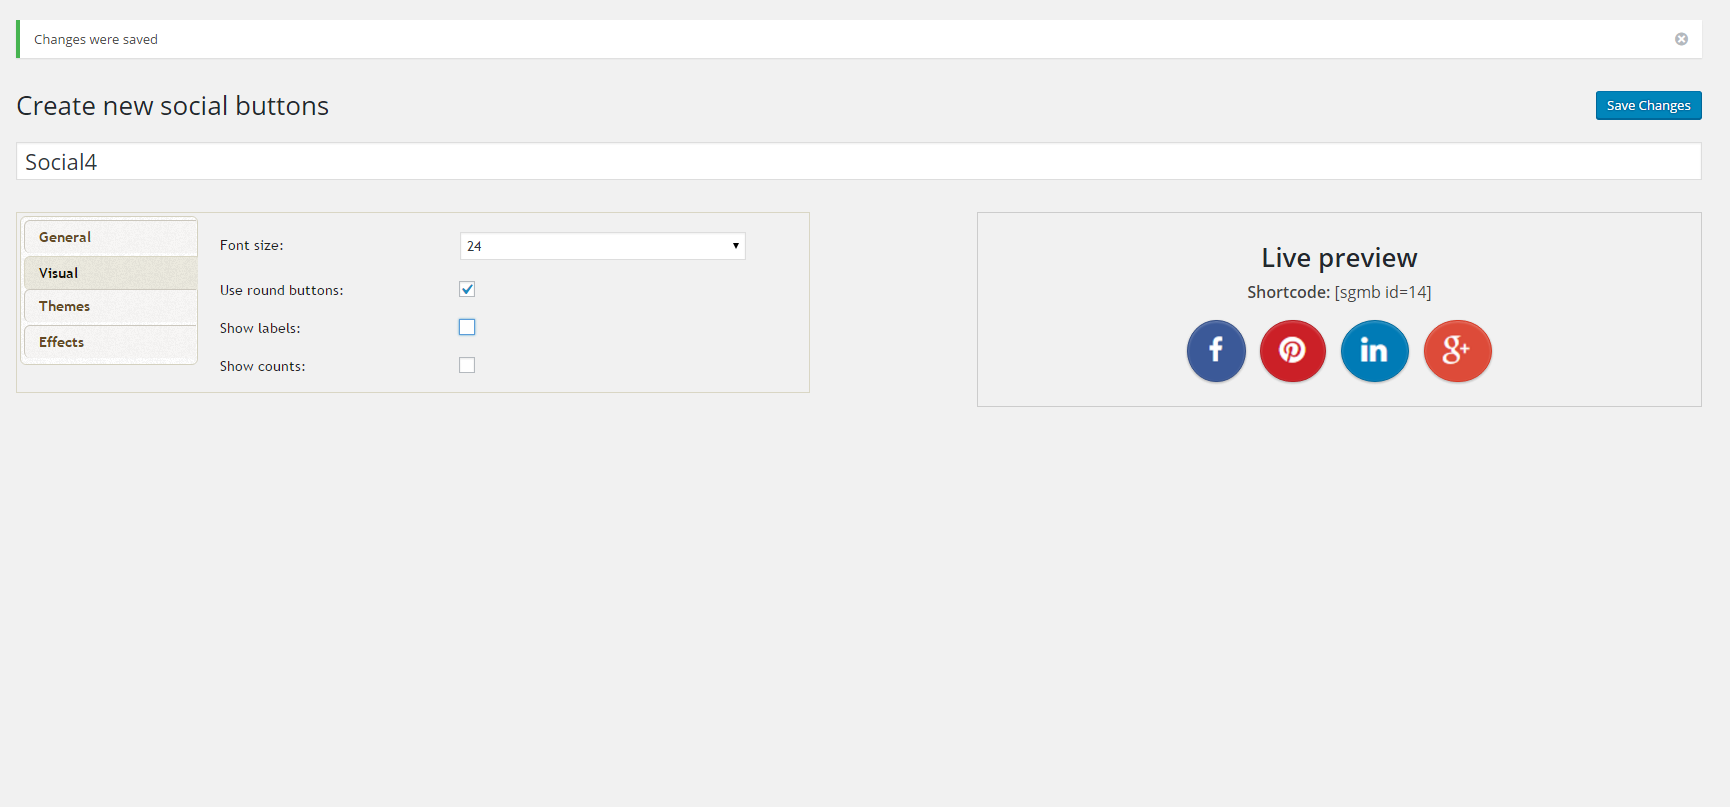 Changes were saved
Create new social buttons
Save Changes
Social4
General
Visual
Themes
Effects
Font size:
24
Use round buttons:
Show labels:
Show counts:
Live preview
Shortcode: [sgmb id=14]
f
in
g+